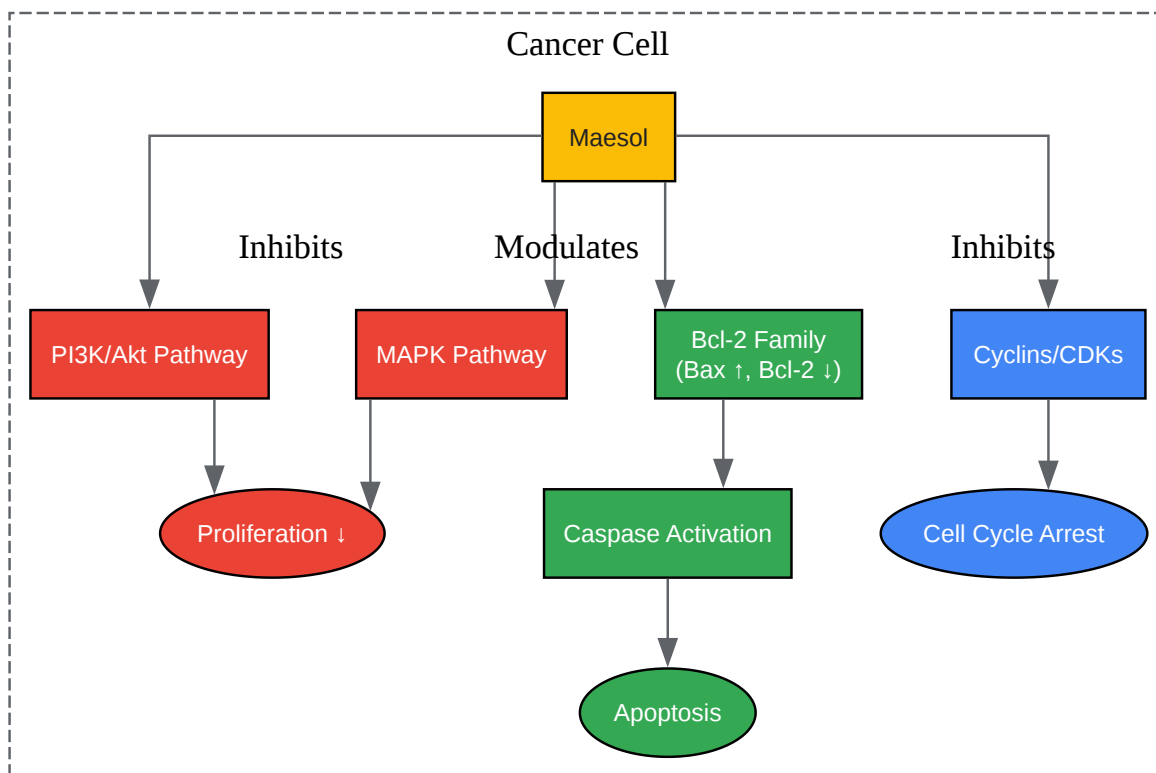 Cancer Cell
Maesol
Inhibits
Modulates
Inhibits
PI3K/Akt Pathway
MAPK Pathway
Bcl-2 Family
(Bax ↑, Bcl-2 ↓)
Cyclins/CDKs
Proliferation ↓
Caspase Activation
Cell Cycle Arrest
Apoptosis